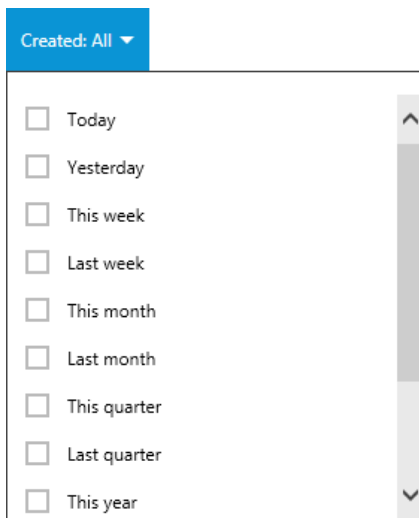 Created: All
Today
Yesterday
This week
Last week
This month
Last month
This quarter
Last quarter
This year